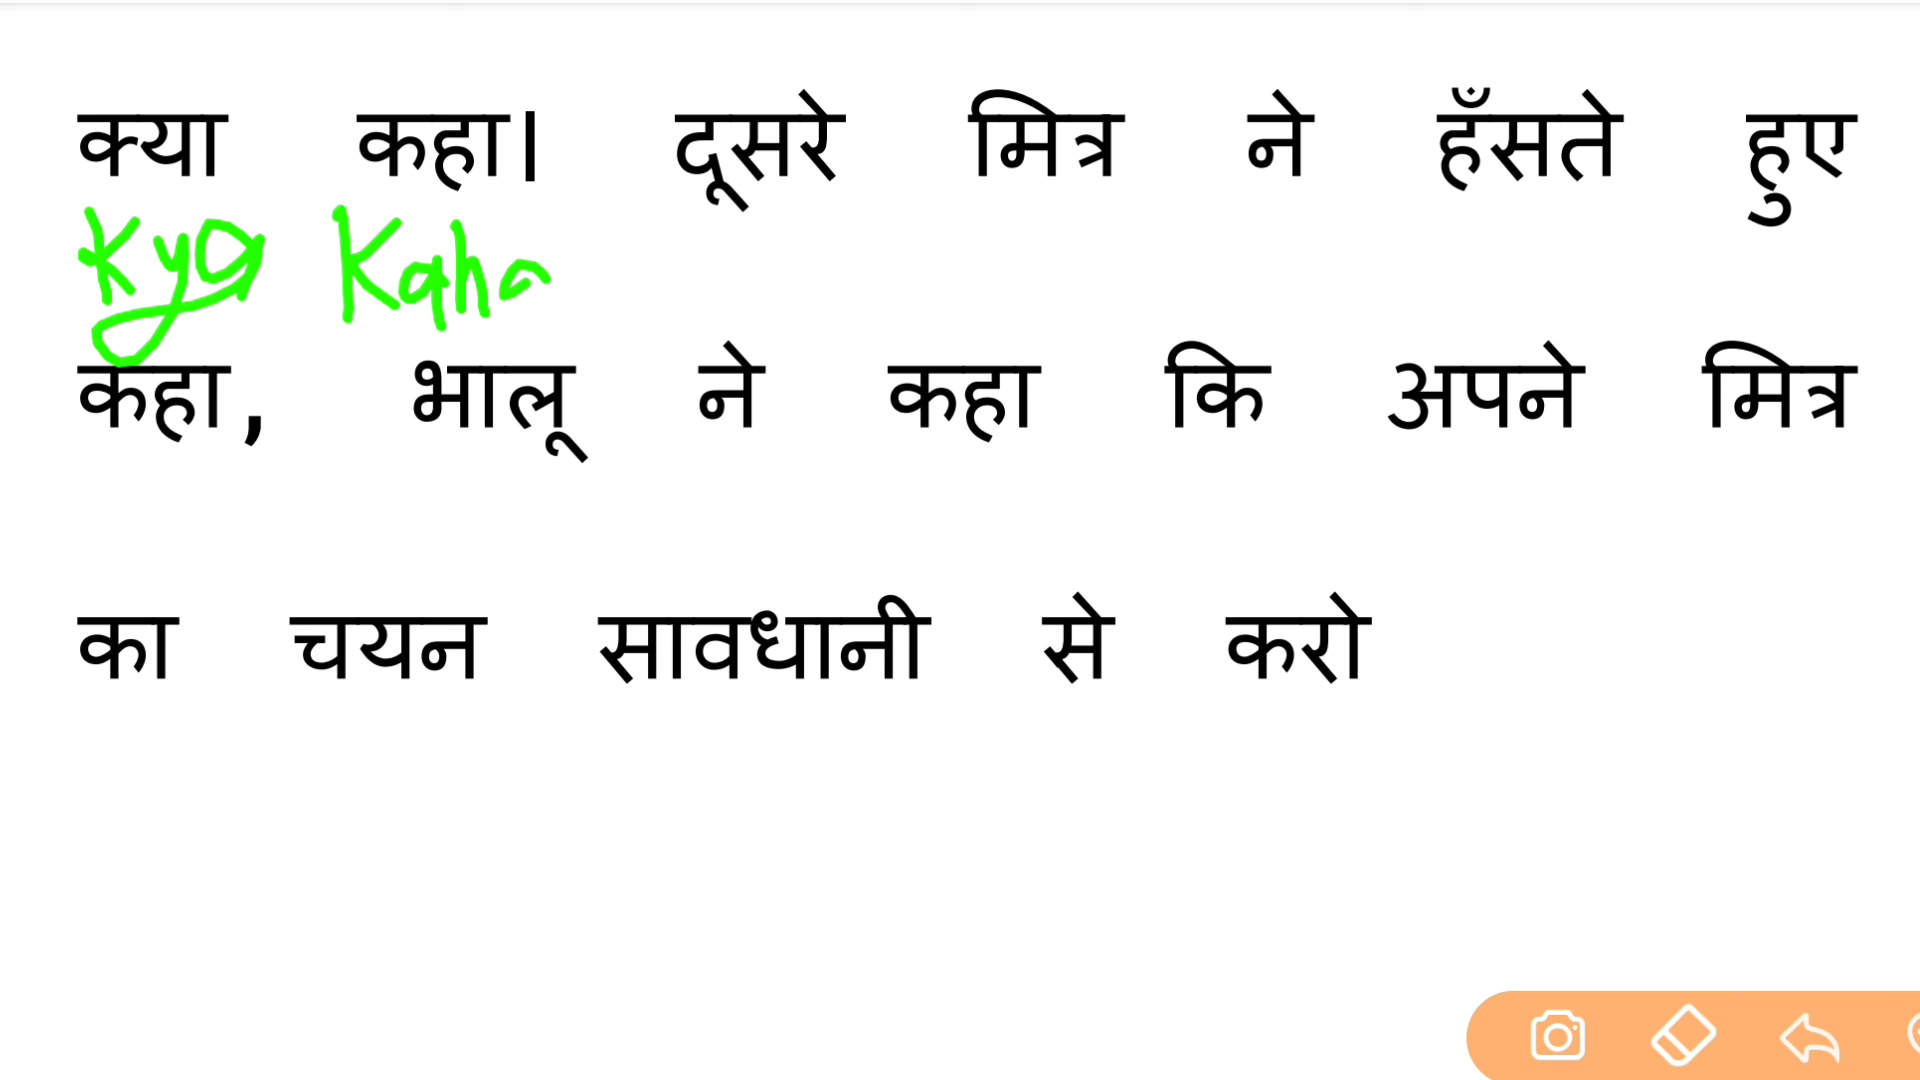 क्या कहा। दूसरे मित्र ने हँसते हुए
Kya Kaha
कहा, भालू ने कहा कि अपने मित्र
का चयन सावधानी से करो